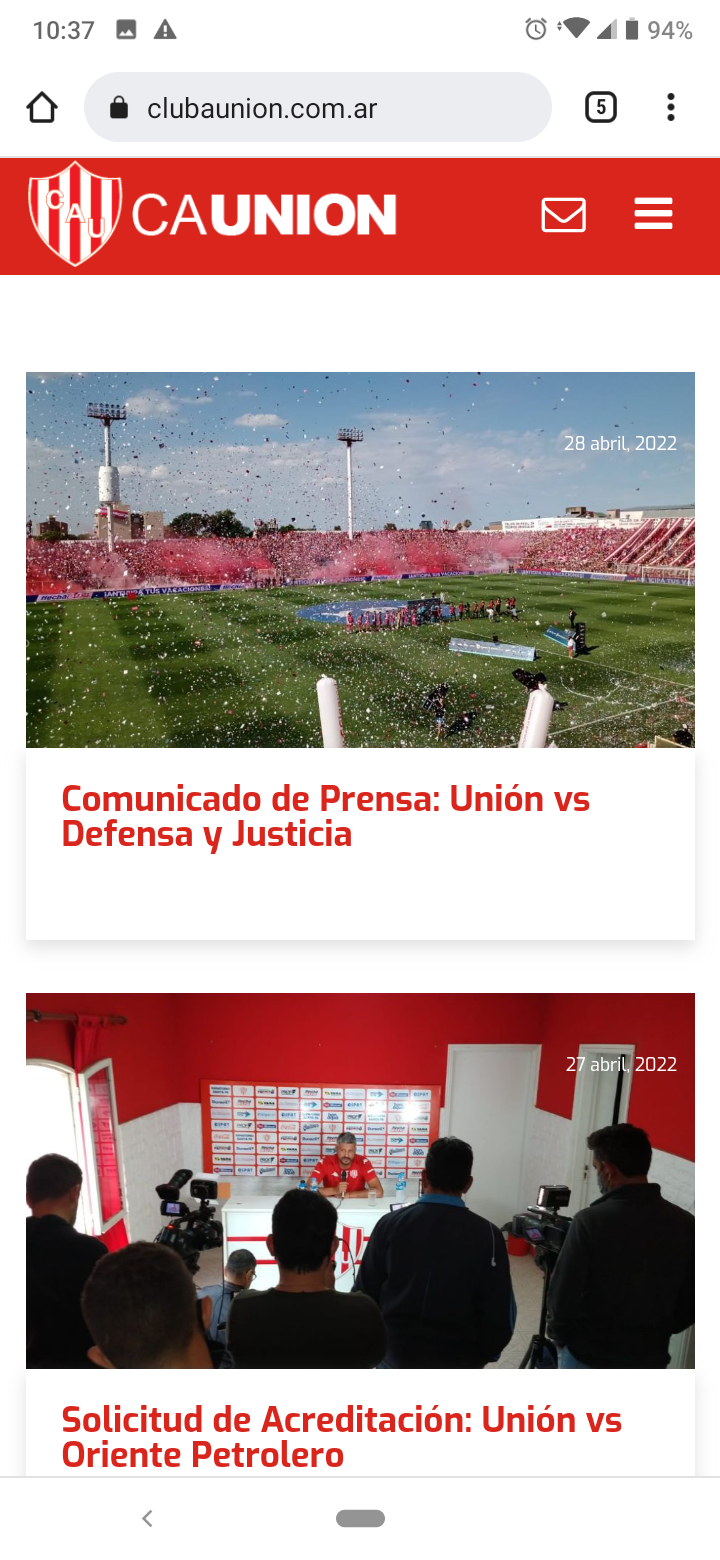 10:37
94%
clubaunion.com.ar
5
CAU
CAUNION
28 abril, 2022
Comunicado de Prensa: Unión vs
Defensa y Justicia
27 abril, 2022
Solicitud de Acreditación: Unión vs
Oriente Petrolero